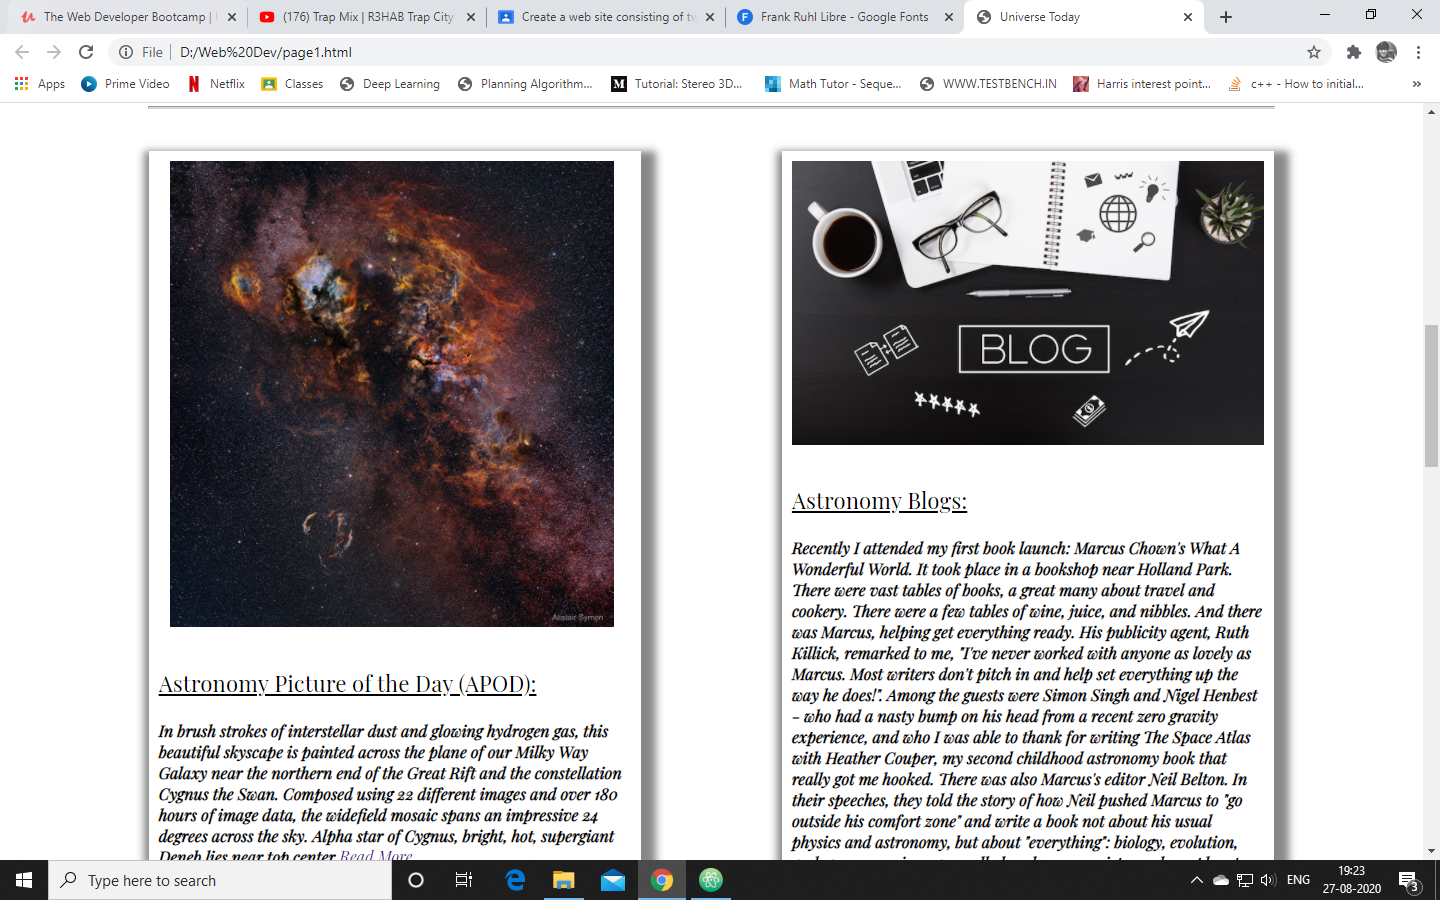 The Web Developer Bootcamp |
(176) Trap Mix | R3HAB Trap City
Create a web site consisting of tw
Frank Ruhl Libre - Google Fonts
Universe Today
File
D:/Web%20Dev/page1.html
Apps
Prime Video
Netflix
Classes
Deep Learning
Planning Algorithm...
Tutorial: Stereo 3D...
Math Tutor - Seque...
WWW.TESTBENCH.IN
Harris interest point...
c++ - How to initial...
»
Alistair Symon
Astronomy Picture of the Day (APOD):
In brush strokes of interstellar dust and glowing hydrogen gas, this
beautiful skyscape is painted across the plane of our Milky Way
Galaxy near the northern end of the Great Rift and the constellation
Cygnus the Swan. Composed using 22 different images and over 180
hours of image data, the widefield mosaic spans an impressive 24
degrees across the sky. Alpha star of Cygnus, bright, hot, supergiant
Deneb lies near top center Read More
BLOG
Astronomy Blogs:
Recently I attended my first book launch: Marcus Chown's What A
Wonderful World. It took place in a bookshop near Holland Park.
There were vast tables of books, a great many about travel and
cookery. There were a few tables of wine, juice, and nibbles. And there
was Marcus, helping get everything ready. His publicity agent, Ruth
Killick, remarked to me, "I've never worked with anyone as lovely as
Marcus. Most writers don't pitch in and help set everything up the
way he does!". Among the guests were Simon Singh and Nigel Henbest
- who had a nasty bump on his head from a recent zero gravity
experience, and who I was able to thank for writing The Space Atlas
with Heather Couper, my second childhood astronomy book that
really got me hooked. There was also Marcus's editor Neil Belton. In
their speeches, they told the story of how Neil pushed Marcus to "go
outside his comfort zone" and write a book not about his usual
physics and astronomy, but about "everything": biology, evolution,
Type here to search
ENG
19:23
27-08-2020
3